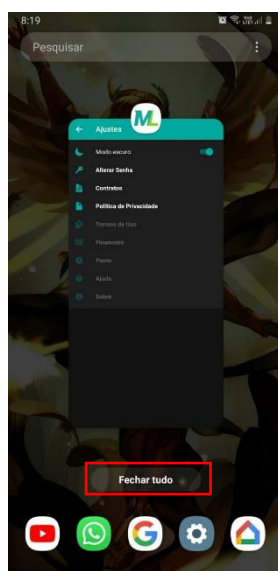 8:19
Pesquisar
ML
Ajustes
Modo escuro
Alterar Senha
Contratos
Política de Privacidade
Termos de Uso
Financeiro
Ponto
Ajuda
Sobre
Fechar tudo
G